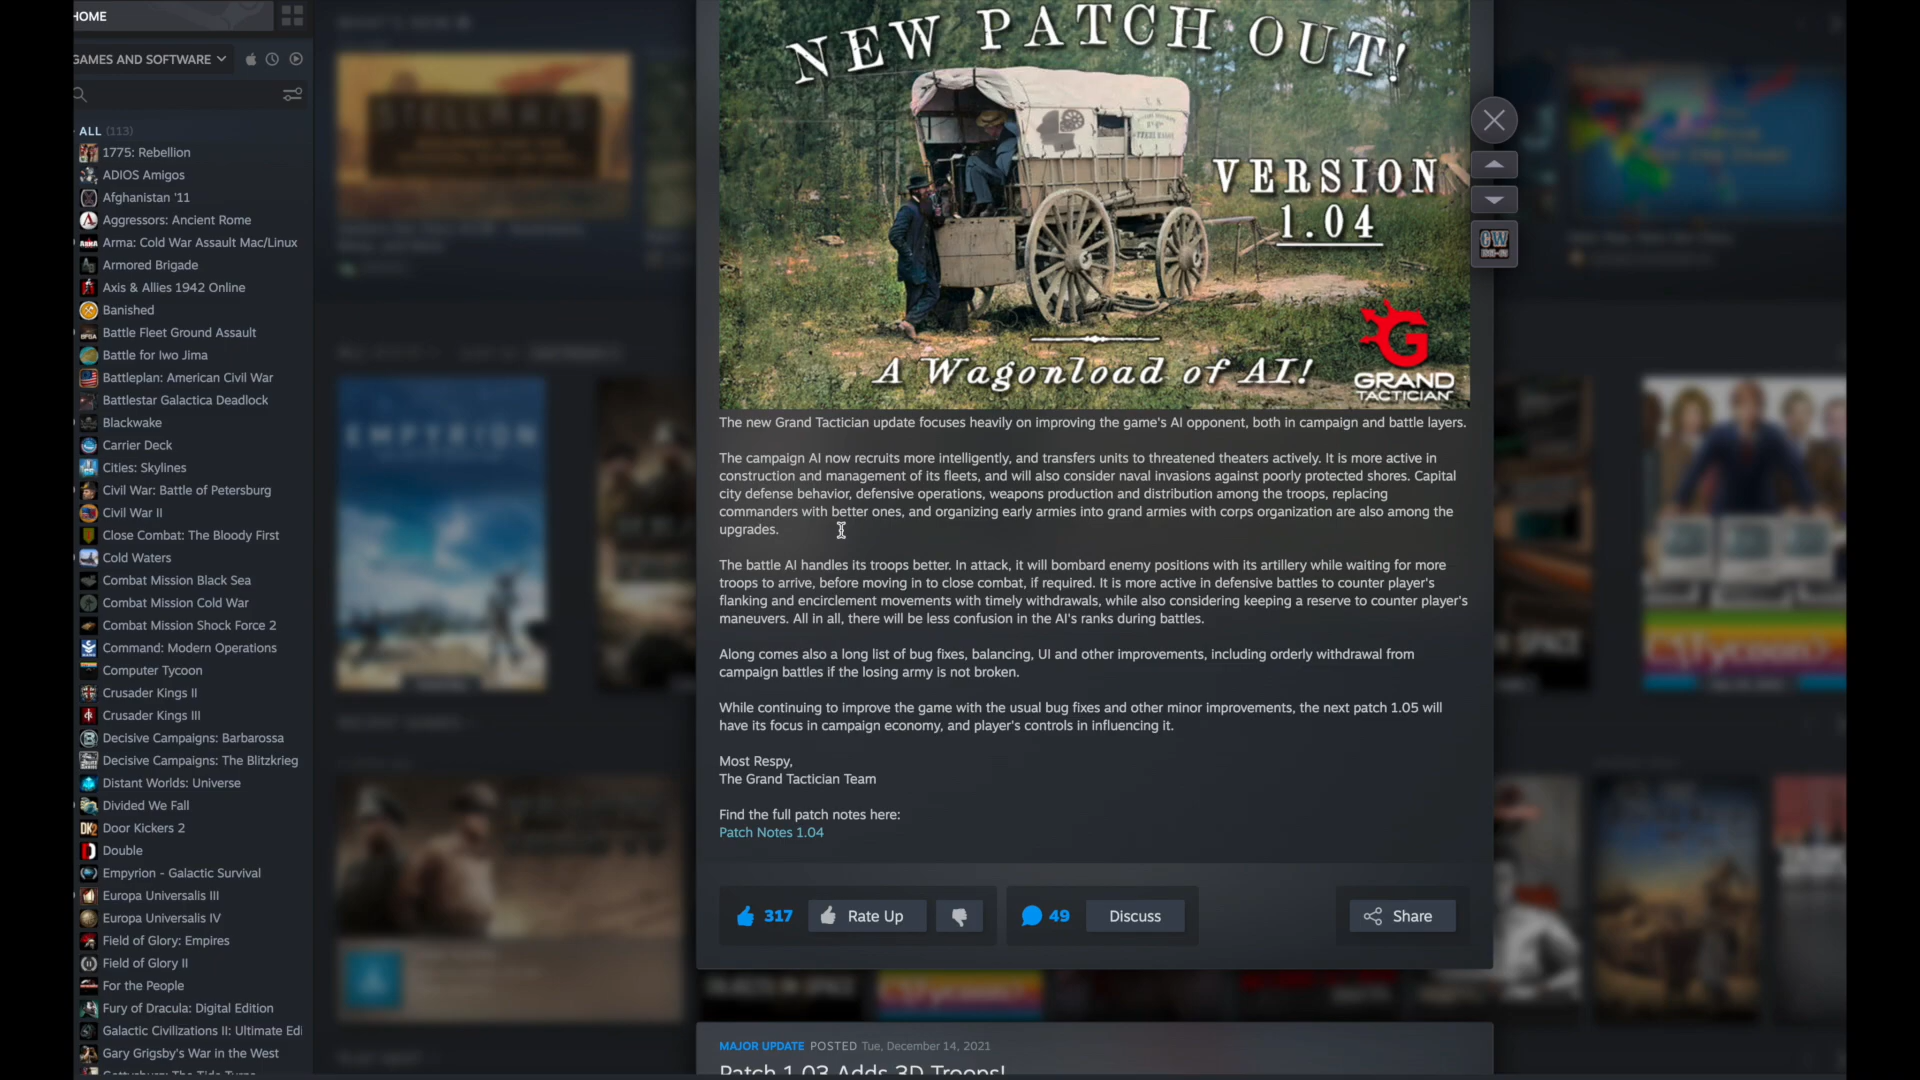 HOME
GAMES AND SOFTWARE
ALL (113)
1775: Rebellion
ADIOS Amigos
Afghanistan '11
Aggressors: Ancient Rome
Arma: Cold War Assault Mac/Linux
Armored Brigade
Axis & Allies 1942 Online
Banished
Battle Fleet Ground Assault
Battle for Iwo Jima
Battleplan: American Civil War
Battlestar Galactica Deadlock
Blackwake
Carrier Deck
Cities: Skylines
Civil War: Battle of Petersburg
Civil War II
Close Combat: The Bloody First
Cold Waters
Combat Mission Black Sea
Combat Mission Cold War
Combat Mission Shock Force 2
Command: Modern Operations
Computer Tycoon
Crusader Kings II
Crusader Kings III
Decisive Campaigns: Barbarossa
Decisive Campaigns: The Blitzkrieg
Distant Worlds: Universe
Divided We Fall
Door Kickers 2
Double
Empyrion - Galactic Survival
Europa Universalis III
Europa Universalis IV
Field of Glory: Empires
Field of Glory II
For the People
Fury of Dracula: Digital Edition
Galactic Civilizations II: Ultimate Edi
Gary Grigsby's War in the West
STELLARIS
EMPYRION
NEW PATCH OUT!
VERSION
1.04
A Wagonload of AI!
GRAND
TACTICIAN
GW
The new Grand Tactician update focuses heavily on improving the game's AI opponent, both in campaign and battle layers.
The campaign AI now recruits more intelligently, and transfers units to threatened theaters actively. It is more active in
construction and management of its fleets, and will also consider naval invasions against poorly protected shores. Capital
city defense behavior, defensive operations, weapons production and distribution among the troops, replacing
commanders with better ones, and organizing early armies into grand armies with corps organization are also among the
upgrades.
The battle AI handles its troops better. In attack, it will bombard enemy positions with its artillery while waiting for more
troops to arrive, before moving in to close combat, if required. It is more active in defensive battles to counter player's
flanking and encirclement movements with timely withdrawals, while also considering keeping a reserve to counter player's
maneuvers. All in all, there will be less confusion in the AI's ranks during battles.
Along comes also a long list of bug fixes, balancing, UI and other improvements, including orderly withdrawal from
campaign battles if the losing army is not broken.
While continuing to improve the game with the usual bug fixes and other minor improvements, the next patch 1.05 will
have its focus in campaign economy, and player's controls in influencing it.
Most Respy,
The Grand Tactician Team
Find the full patch notes here:
Patch Notes 1.04
317
Rate Up
49
Discuss
Share
MAJOR UPDATE POSTED Tue, December 14, 2021
Patch 1.03 Adds 3D Troops!